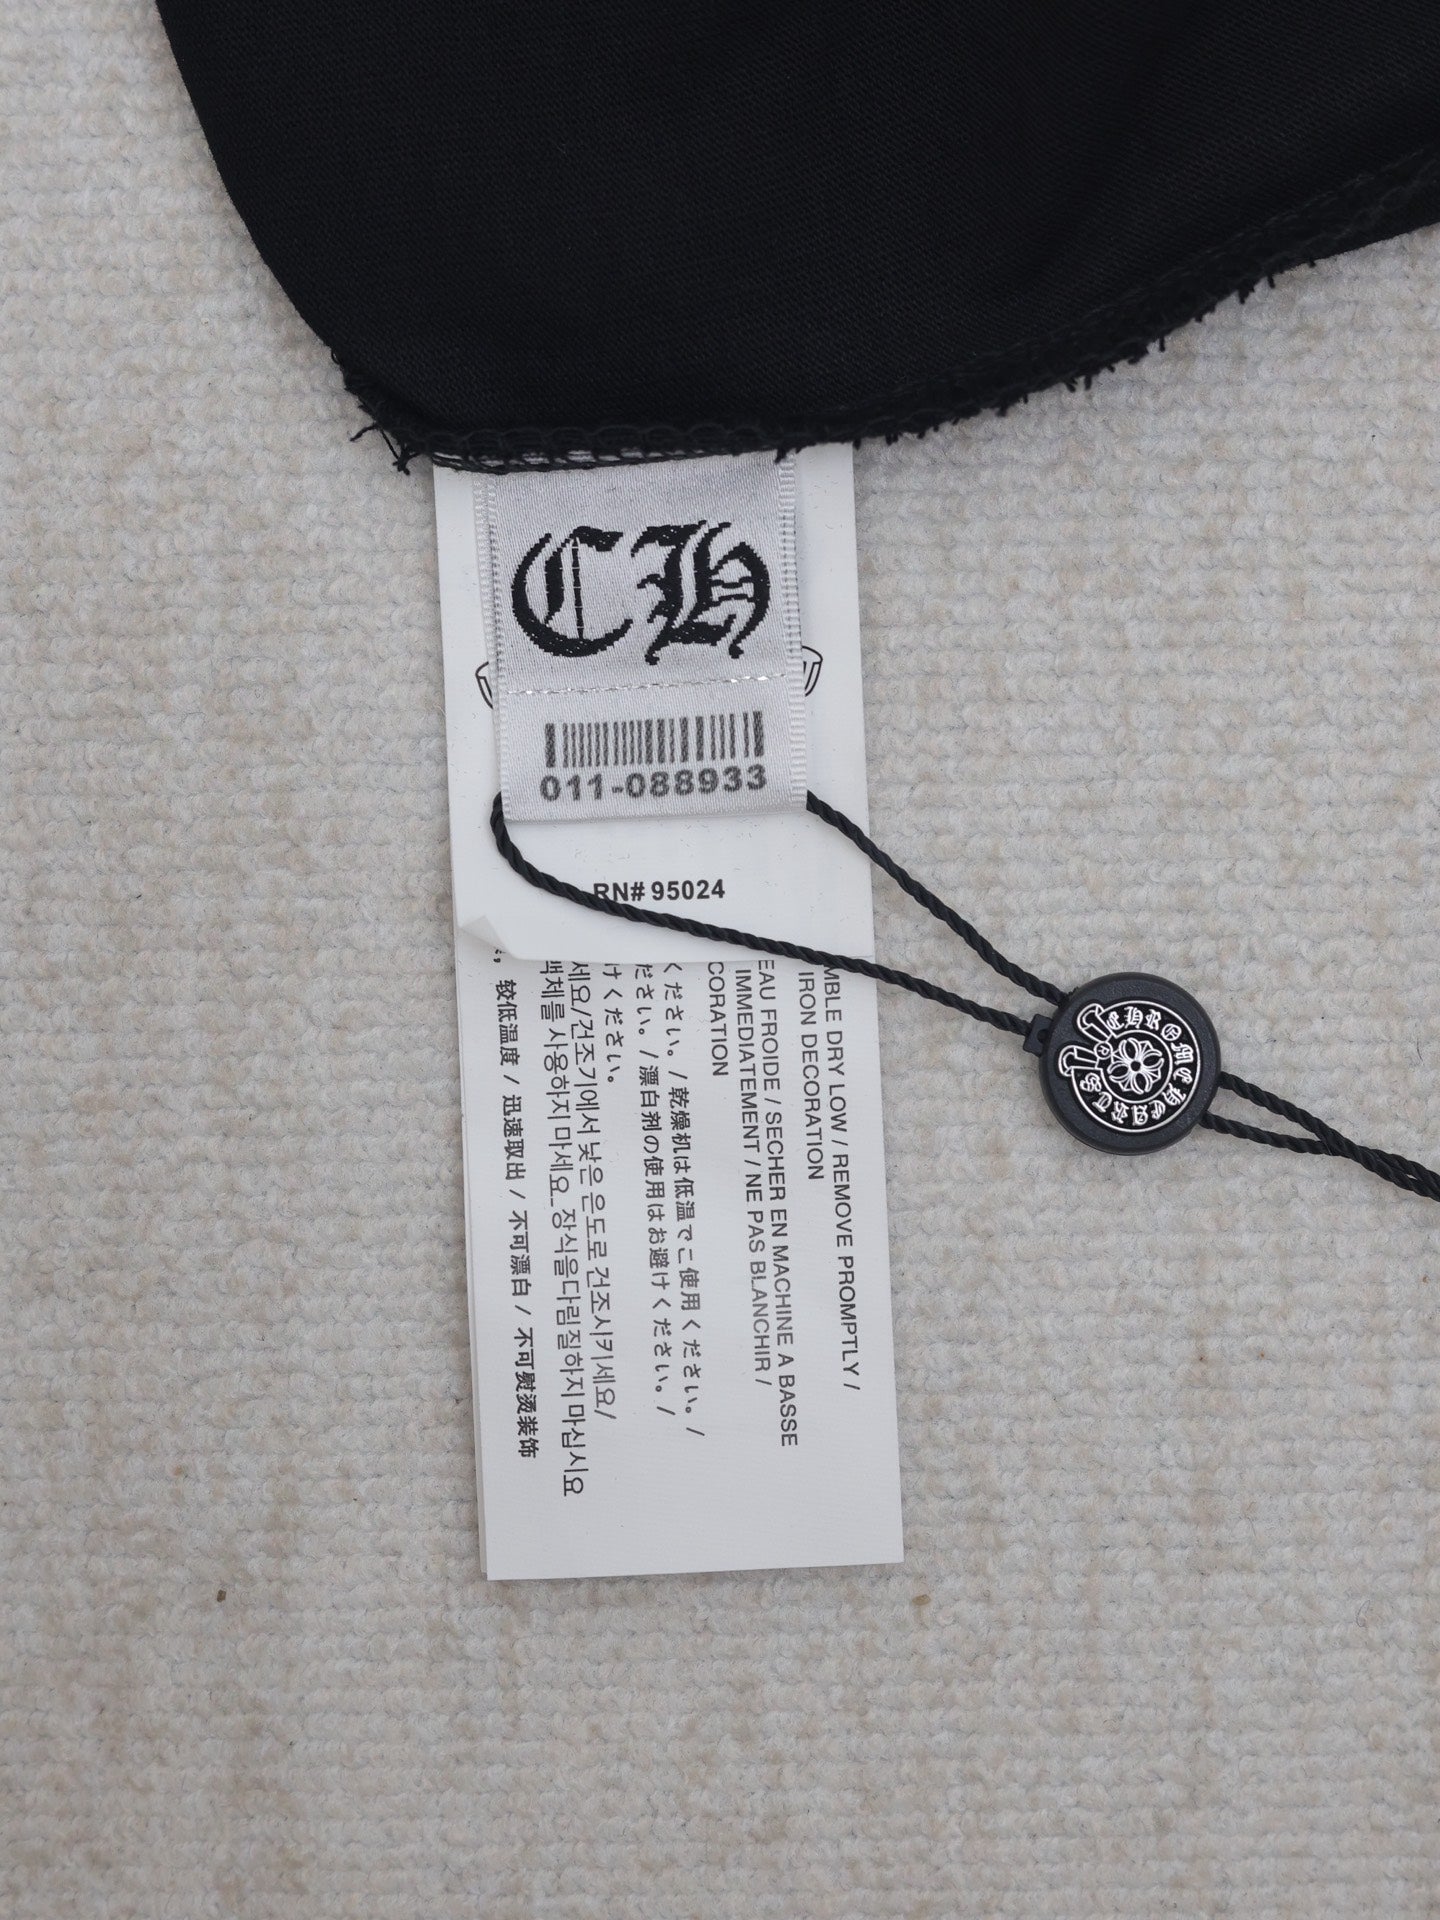 CH
011-088933
RN# 95024
MBLE DRY LOW / REMOVE PROMPTLY /
IRON DECORATION
EAU FROIDE / SECHER EN MACHINE A BASSE
IMMEDIATEMENT / NE PAS BLANCHIR /
CORATION
ください。/ 乾燥机は低温でご使用ください。/
ださい。/ 漂白剤の使用はお避けください。/
けください。
세요/건조기에서 낮은 온도로 건조시키세요/
백제를 사용하지 마세요_장식을다림질하지 마십시요
，较低温度 / 迅速取出 / 不可漂白 / 不可熨烫装饰
CHROME HEARTS